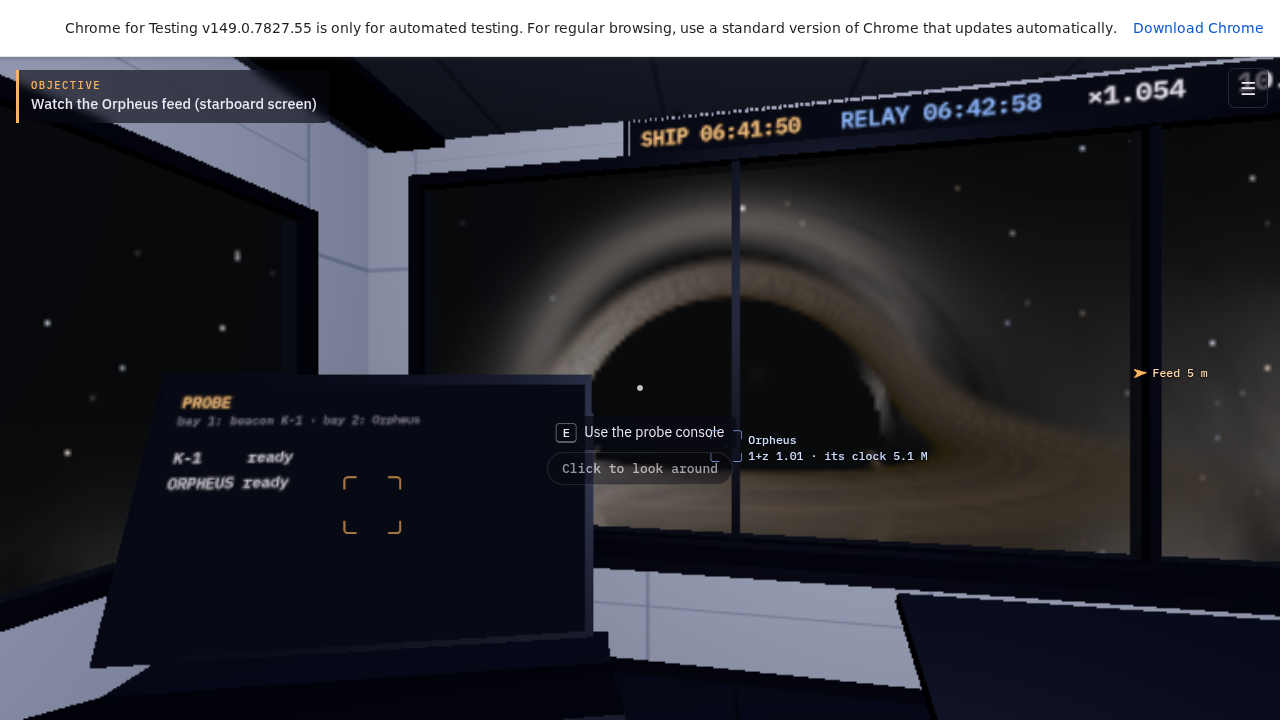 Chrome for Testing v149.0.7827.55 is only for automated testing. For regular browsing, use a standard version of Chrome that updates automatically. Download Chrome
OBJECTIVE
Watch the Orpheus feed (starboard screen)
SHIP 06:41:50 RELAY 06:42:58 ×1.054
Feed 5 m
PROBE
bay 1: beacon K-1 · bay 2: Orpheus
K-1 ready
ORPHEUS ready
E Use the probe console
Click to look around
Orpheus
1+z 1.01 · its clock 5.1 M